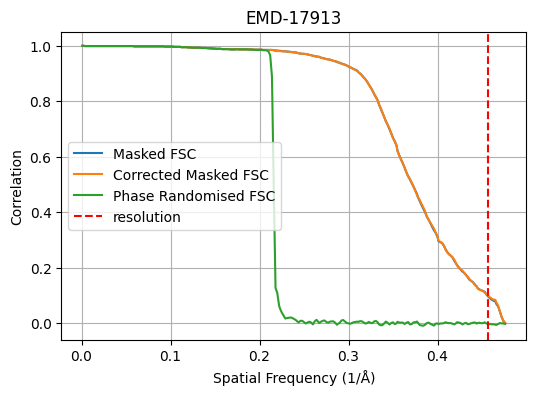 EMD-17913
1.0
0.8
0.6
0.4
0.2
0.0
Correlation
Masked FSC
Corrected Masked FSC
Phase Randomised FSC
resolution
0.0 0.1 0.2 0.3 0.4
Spatial Frequency (1/Å)